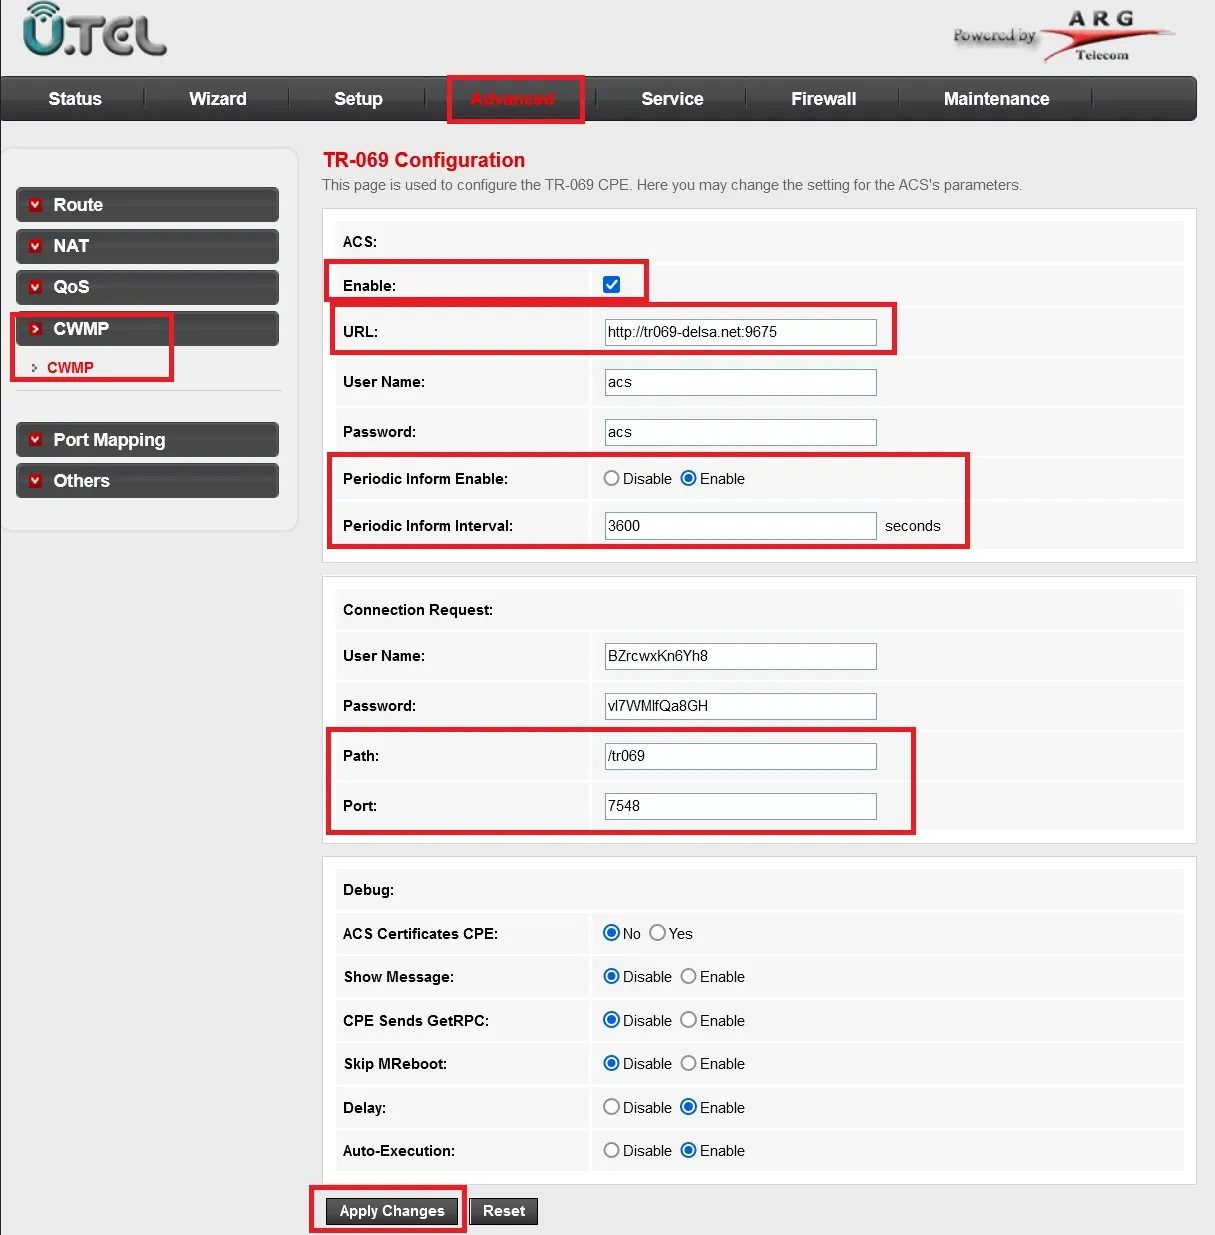 U.TEL
Powered by ARG Telecom
Status Wizard Setup Advanced Service Firewall Maintenance
Route
NAT
QoS
CWMP
CWMP
Port Mapping
Others
TR-069 Configuration
This page is used to configure the TR-069 CPE. Here you may change the setting for the ACS's parameters.
ACS:
Enable:
URL: http://tr069-delsa.net:9675
User Name: acs
Password: acs
Periodic Inform Enable: Disable Enable
Periodic Inform Interval: 3600 seconds
Connection Request:
User Name: BZrcwxKn6Yh8
Password: vl7WMlfQa8GH
Path: /tr069
Port: 7548
Debug:
ACS Certificates CPE: No Yes
Show Message: Disable Enable
CPE Sends GetRPC: Disable Enable
Skip MReboot: Disable Enable
Delay: Disable Enable
Auto-Execution: Disable Enable
Apply Changes Reset